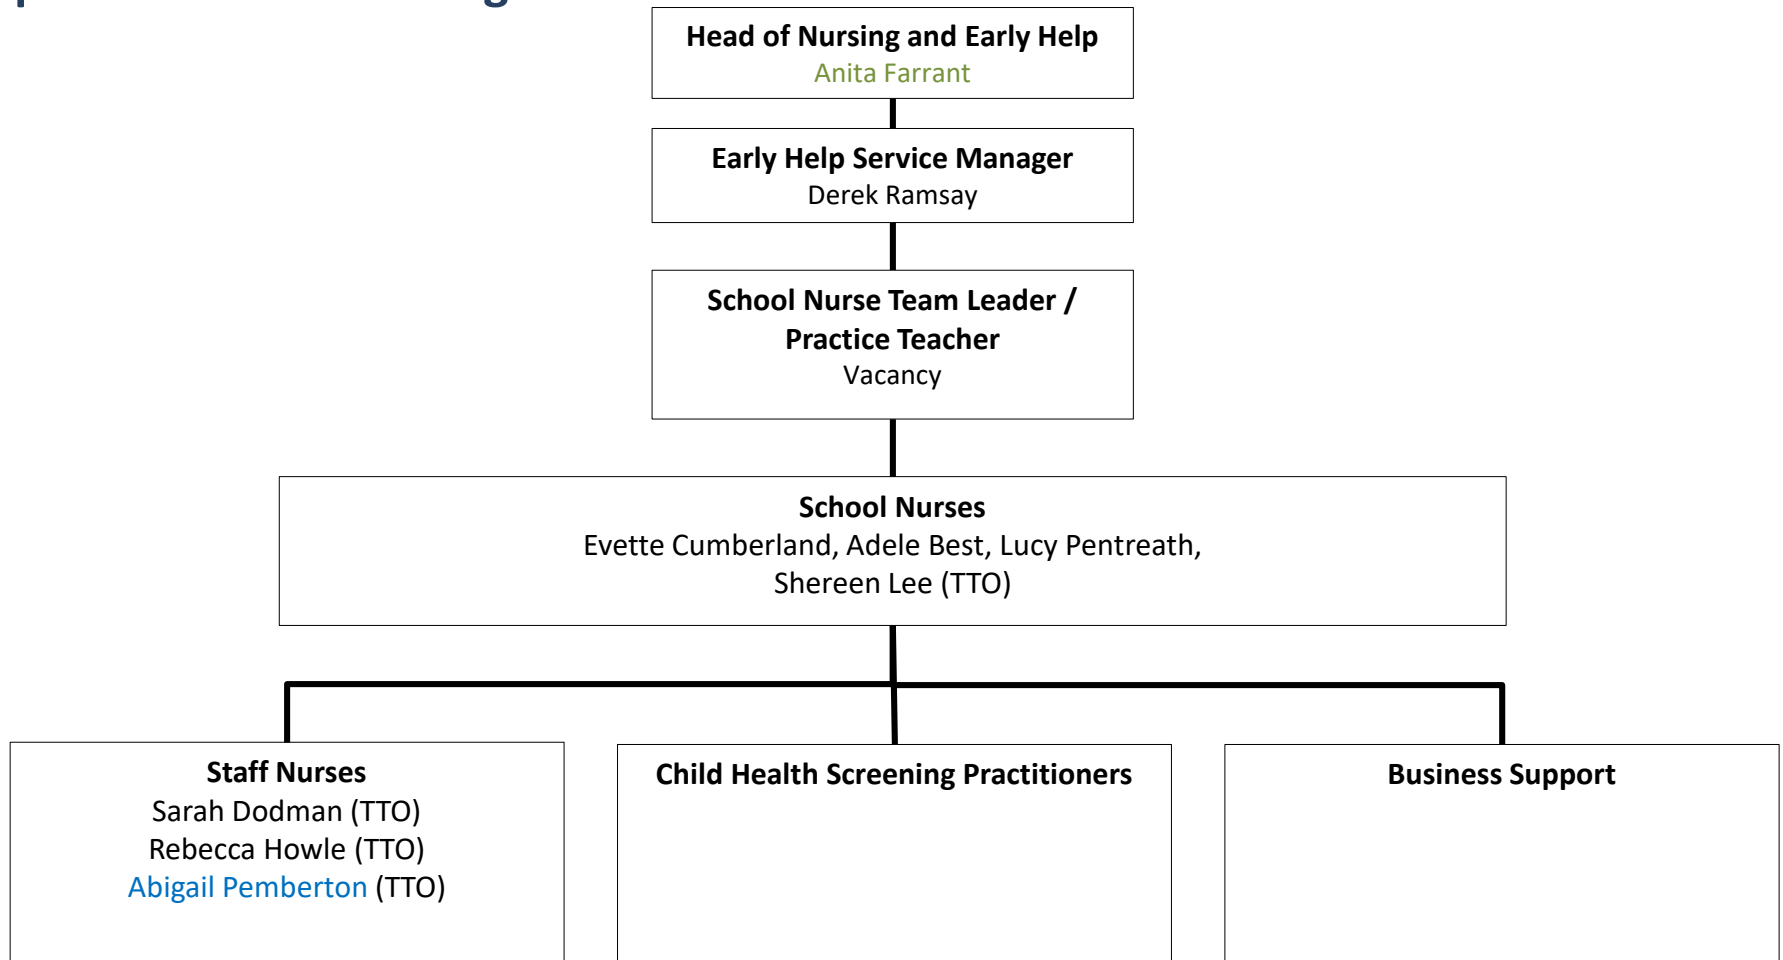 Head of Nursing and Early Help
Anita Farrant
Early Help Service Manager
Derek Ramsay
School Nurse Team Leader /
Practice Teacher
Vacancy
School Nurses
Evette Cumberland, Adele Best, Lucy Pentreath,
Shereen Lee (TTO)
Staff Nurses
Sarah Dodman (TTO)
Rebecca Howle (TTO)
Abigail Pemberton (TTO)
Child Health Screening Practitioners
Business Support